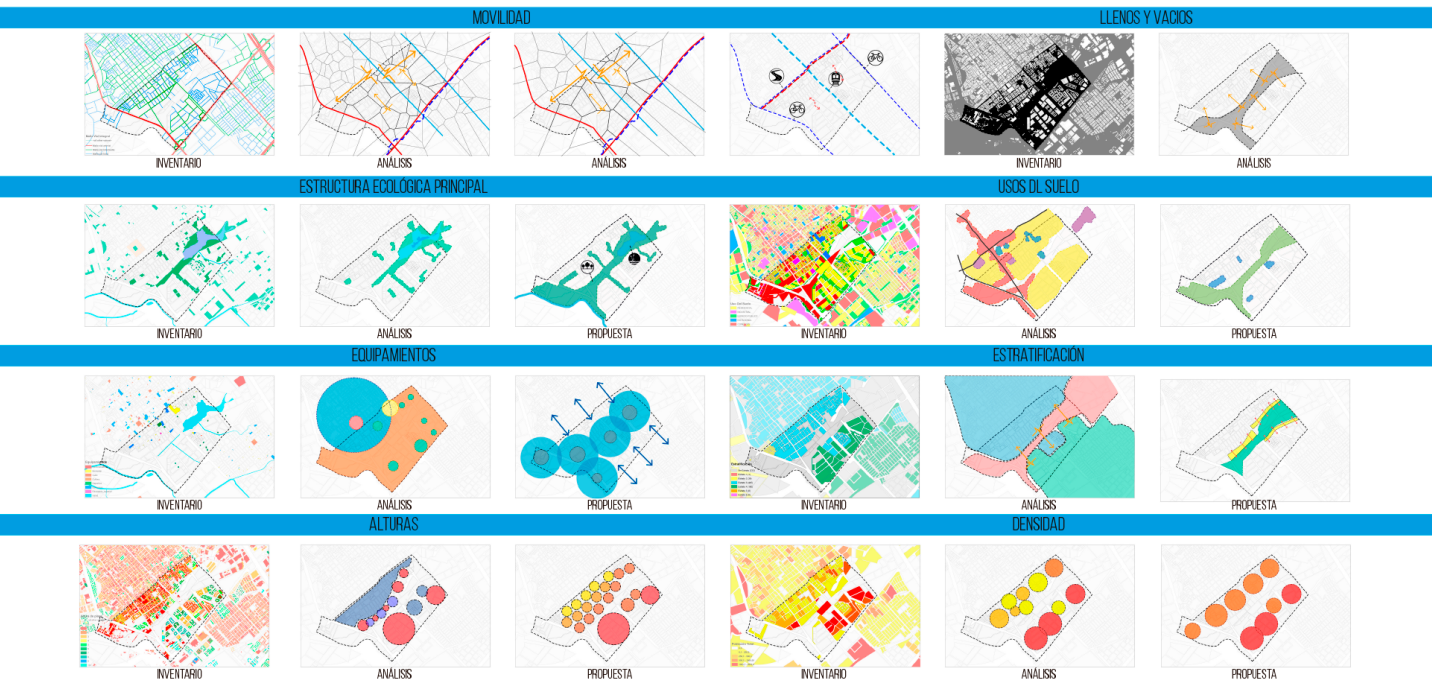 MOVILIDAD
LLENOS Y VACIOS
INVENTARIO
ANÁLISIS
ANÁLISIS
INVENTARIO
ANÁLISIS
ESTRUCTURA ECOLÓGICA PRINCIPAL
USOS DL SUELO
INVENTARIO
ANÁLISIS
PROPUESTA
INVENTARIO
ANÁLISIS
PROPUESTA
EQUIPAMIENTOS
ESTRATIFICACIÓN
INVENTARIO
ANÁLISIS
PROPUESTA
INVENTARIO
ANÁLISIS
PROPUESTA
ALTURAS
DENSIDAD
INVENTARIO
ANÁLISIS
PROPUESTA
INVENTARIO
ANÁLISIS
PROPUESTA